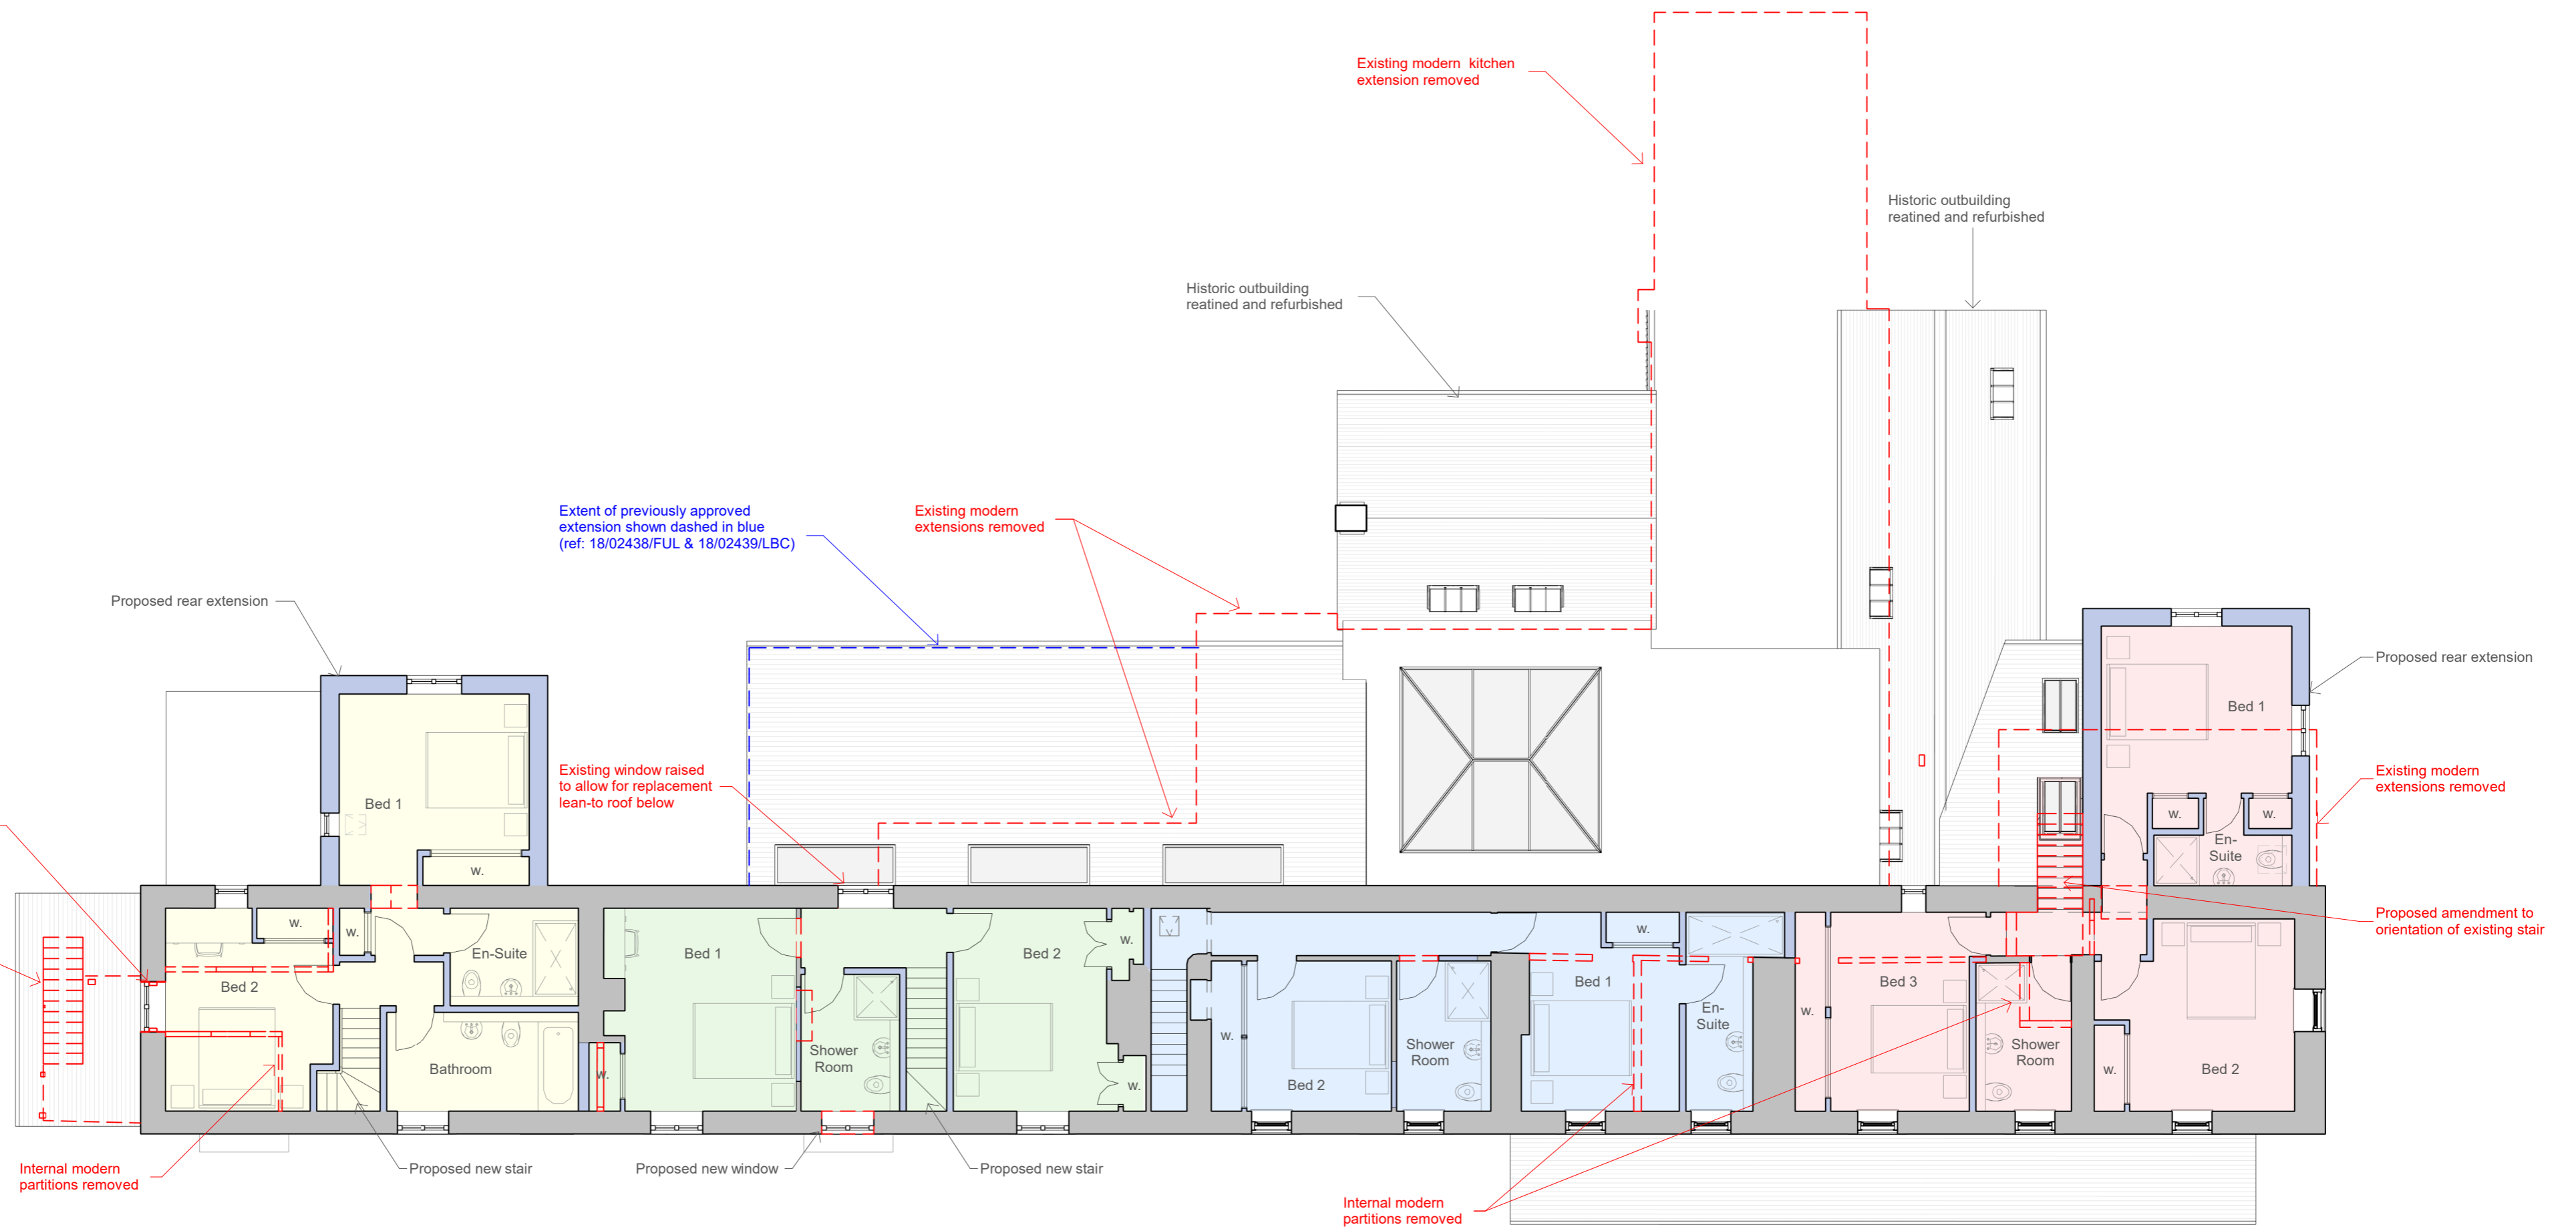 Existing modern kitchen
extension removed
Historic outbuilding
reatined and refurbished
Historic outbuilding
reatined and refurbished
Extent of previously approved
extension shown dashed in blue
(ref: 18/02438/FUL & 18/02439/LBC)
Existing modern
extensions removed
Proposed rear extension
Proposed rear extension
Existing window raised
to allow for replacement
lean-to roof below
Existing modern
extensions removed
Proposed amendment to
orientation of existing stair
Bed 1
w.
w.
w.
En-Suite
Bed 2
Bathroom
w.
Bed 1
Shower
Room
Bed 2
w.
w.
w.
Bed 2
Shower
Room
Bed 1
w.
En-
Suite
w.
Bed 3
Shower
Room
Bed 1
w.
w.
En-
Suite
w.
Bed 2
Internal modern
partitions removed
Proposed new stair
Proposed new window
Proposed new stair
Internal modern
partitions removed